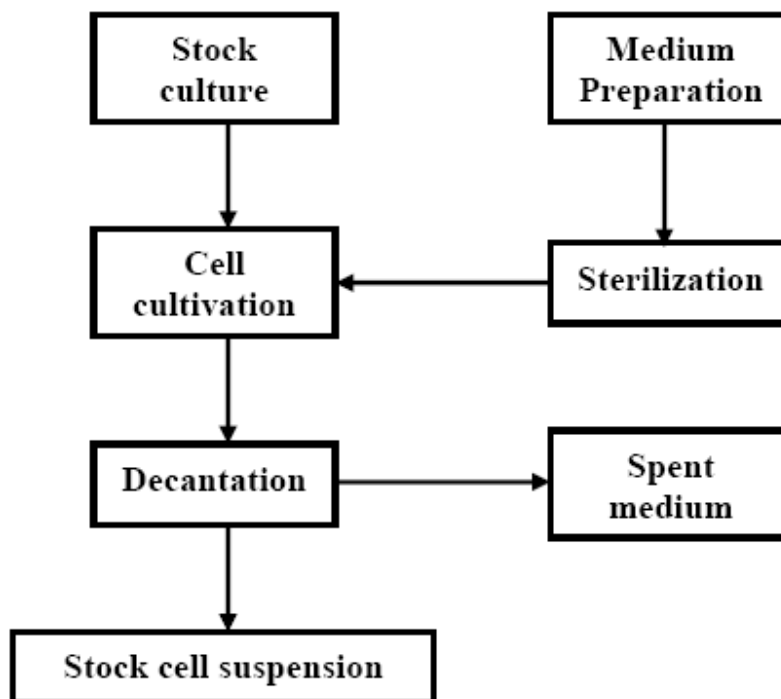 Stock
culture
Medium
Preparation
Cell
cultivation
Sterilization
Decantation
Spent
medium
Stock cell suspension